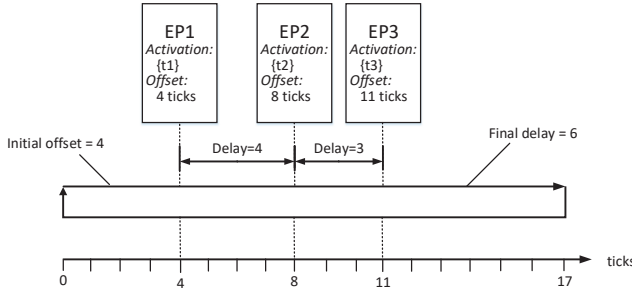 EP1
Activation:
{t1}
Offset:
4 ticks
EP2
Activation:
{t2}
Offset:
8 ticks
EP3
Activation:
{t3}
Offset:
11 ticks
Initial offset = 4
Delay=4
Delay=3
Final delay = 6
0
4
8
11
17
ticks